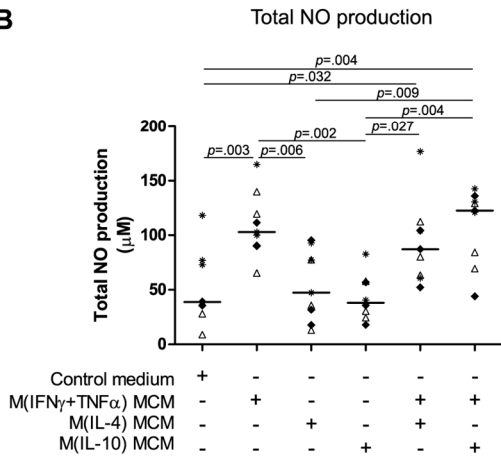 B
Total NO production
p=.004
p=.032
p=.009
p=.004
p=.002
p=.027
p=.003
p=.006
200
150
100
50
0
Total NO production
(μM)
Control medium + - - - - -
M(IFNγ+TNFα) MCM - + - - + +
M(IL-4) MCM - - + - + -
M(IL-10) MCM - - - + - +